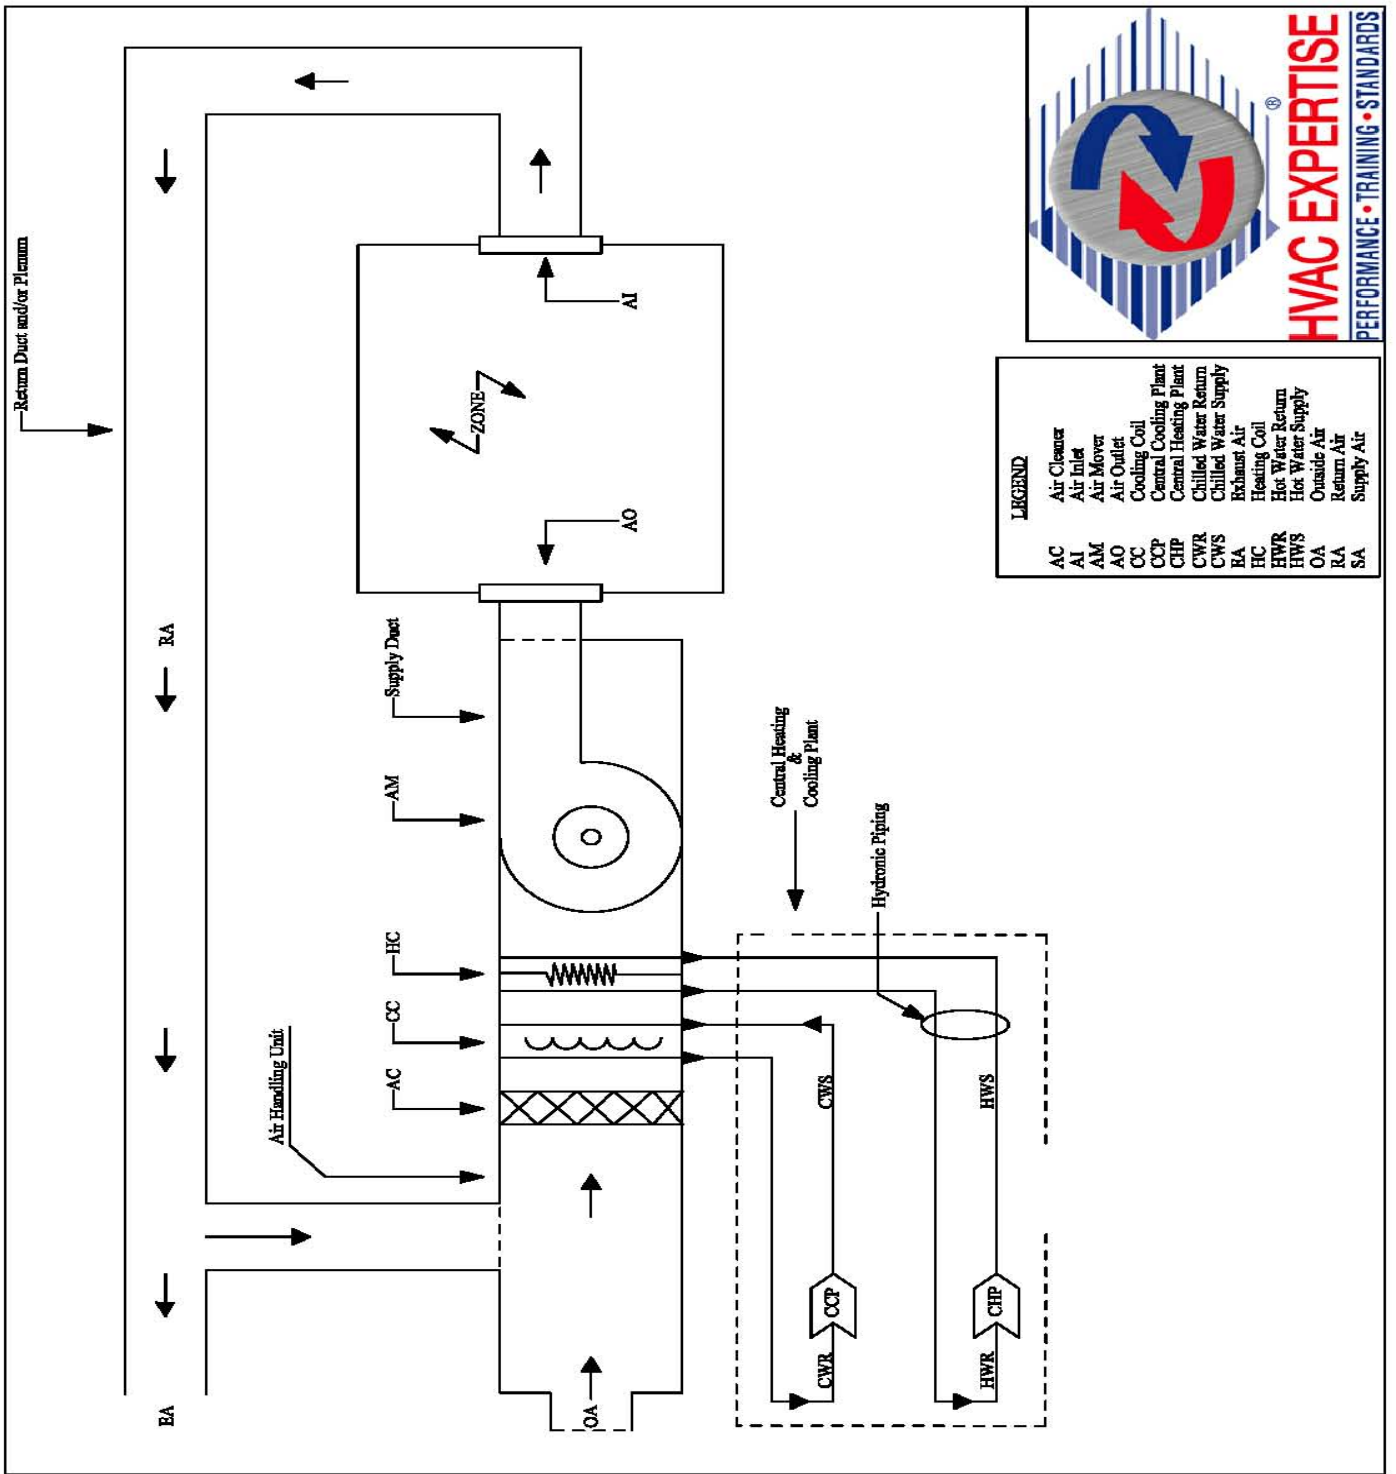 Return Duct and/or Plenum
EA
RA
Air Handling Unit
AC
CC
HC
AM
Supply Duct
AO
ZONE
AI
OA
Central Heating
&
Cooling Plant
Hydronic Piping
CWR
CCP
CWS
HWR
CHP
HWS
LEGEND
AC Air Cleaner
AI Air Inlet
AM Air Mover
AO Air Outlet
CC Cooling Coil
CCP Central Cooling Plant
CHP Central Heating Plant
CWR Chilled Water Return
CWS Chilled Water Supply
EA Exhaust Air
HC Heating Coil
HWR Hot Water Return
HWS Hot Water Supply
OA Outside Air
RA Return Air
SA Supply Air
®
HVAC EXPERTISE
PERFORMANCE • TRAINING • STANDARDS